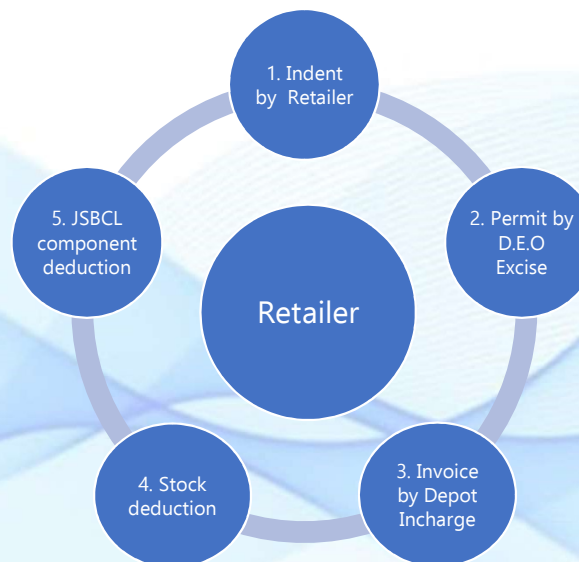 1. Indent
by Retailer
2. Permit by
D.E.O
Excise
3. Invoice
by Depot
Incharge
4. Stock
deduction
5. JSBCL
component
deduction
Retailer